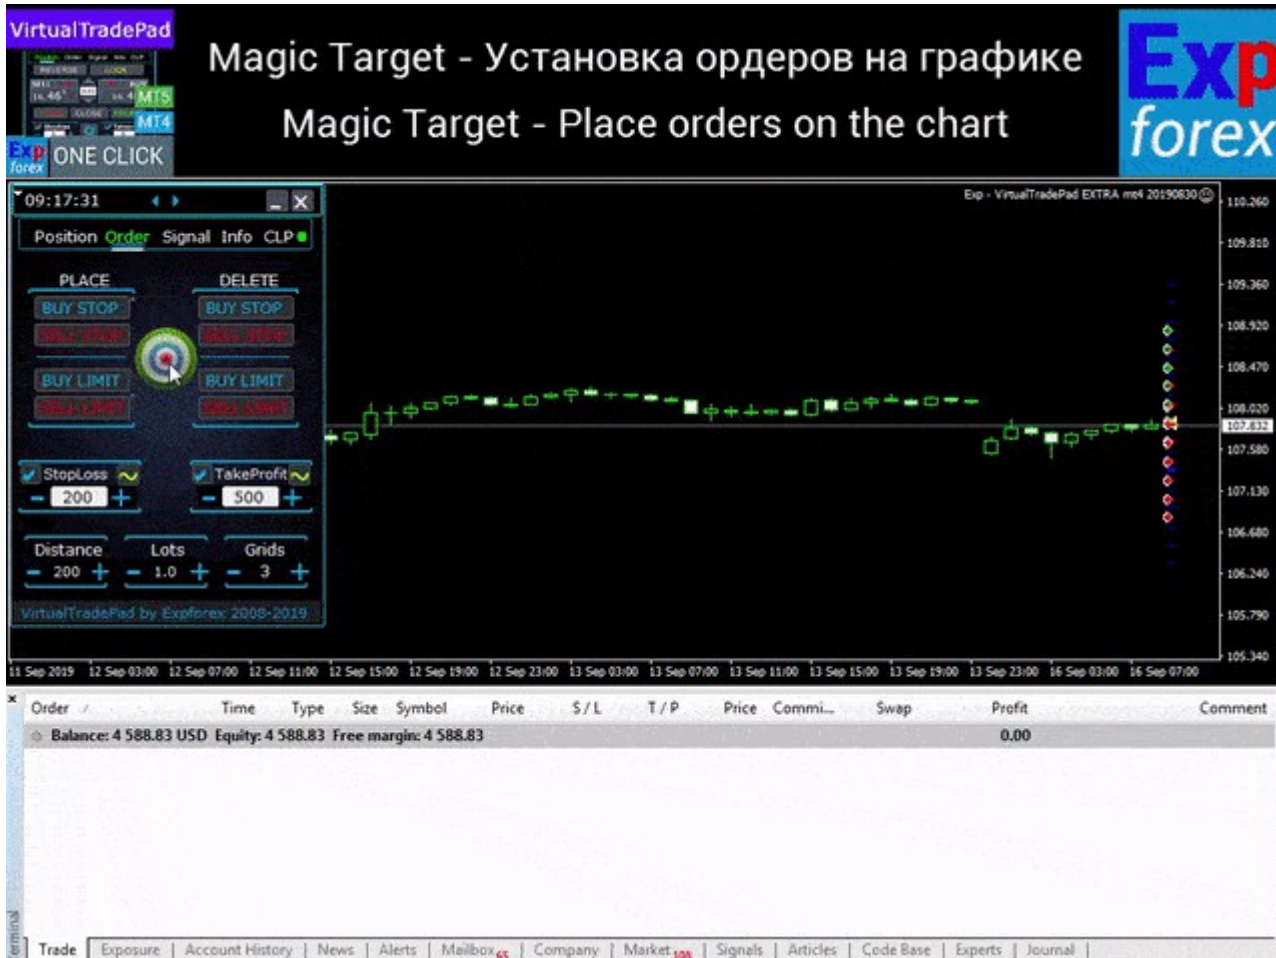 VirtualTradePad
MT5
MT4
Exp forex
ONE CLICK
Magic Target - Установка ордеров на графике
Magic Target - Place orders on the chart
Exp
forex
09:17:31
Position Order Signal Info CLP
PLACE DELETE
BUY STOP BUY STOP
SELL STOP SELL STOP
BUY LIMIT BUY LIMIT
SELL LIMIT SELL LIMIT
StopLoss TakeProfit
- 200 + - 500 +
Distance Lots Grids
- 200 + - 1.0 + - 3 +
VirtualTradePad by Expforex 2008-2019
Exp - VirtualTradePad EXTRA mt4 20190830
110.260
109.810
109.360
108.920
108.470
108.020
107.832
107.580
107.130
106.680
106.240
105.790
105.340
11 Sep 2019 12 Sep 03:00 12 Sep 07:00 12 Sep 11:00 12 Sep 15:00 12 Sep 19:00 12 Sep 23:00 13 Sep 03:00 13 Sep 07:00 13 Sep 11:00 13 Sep 15:00 13 Sep 19:00 13 Sep 23:00 16 Sep 03:00 16 Sep 07:00
Order / Time Type Size Symbol Price S / L T / P Price Commi... Swap Profit Comment
Balance: 4 588.83 USD Equity: 4 588.83 Free margin: 4 588.83 0.00
Trade | Exposure | Account History | News | Alerts | Mailbox 65 | Company | Market 108 | Signals | Articles | Code Base | Experts | Journal |